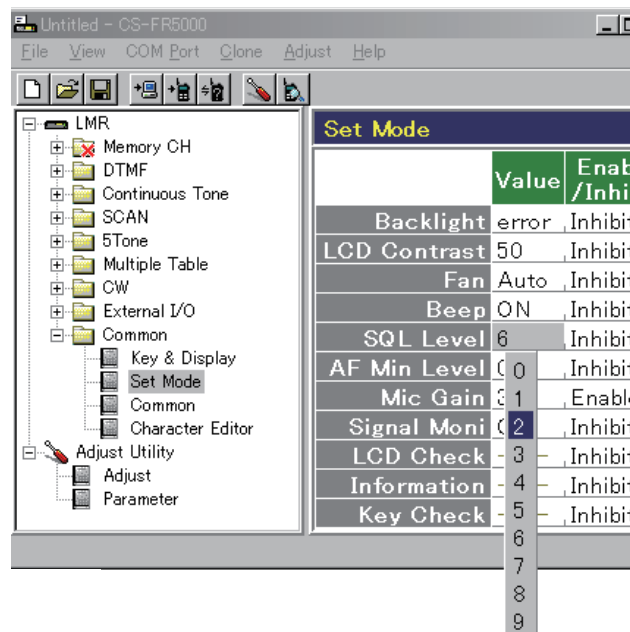 Untitled - CS-FR5000
File View COM Port Clone Adjust Help
LMR
Memory CH
DTMF
Continuous Tone
SCAN
5Tone
Multiple Table
CW
External I/O
Common
Key & Display
Set Mode
Common
Character Editor
Adjust Utility
Adjust
Parameter
Set Mode
Value Enab
/Inhi
Backlight error Inhibi
LCD Contrast 50 Inhibi
Fan Auto Inhibi
Beep ON Inhibi
SQL Level 6 Inhibi
AF Min Level Inhibi
Mic Gain Enabl
Signal Moni Inhibi
LCD Check - - Inhibi
Information - - Inhibi
Key Check - - Inhibi
0
1
2
3
4
5
6
7
8
9